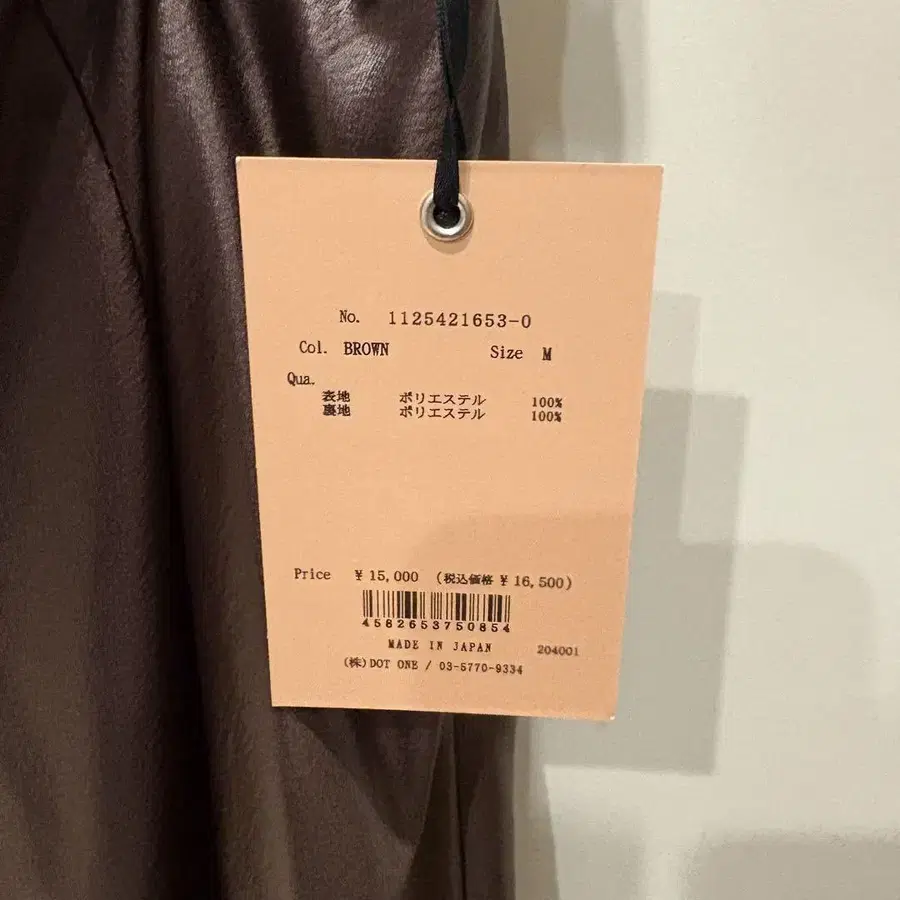 No. 1125421653-0
Col. BROWN Size M
Qua.
表地 ポリエステル 100%
裏地 ポリエステル 100%
Price ¥15,000 (税込価格 ¥16,500)
4582653750854
MADE IN JAPAN 204001
(株)DOT ONE / 03-5770-9334